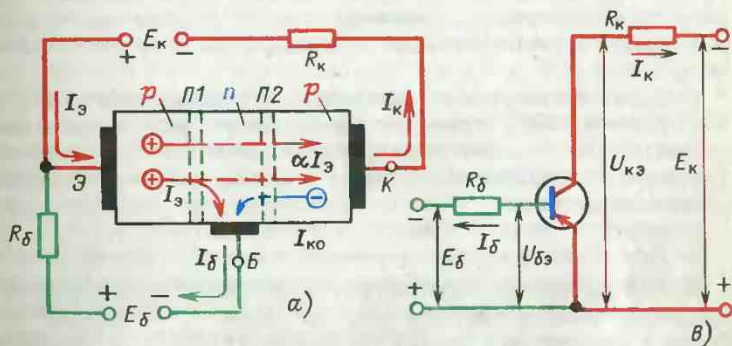 + Eк −
Rк
Iэ
p П1 n П2 p
Iк
+
αIэ
+
Iэ
−
Э
К
Rб
Iко
Iб
Б
+ Eб −
а)
Rк
−
Iк
Uкэ
Eк
Rб
−
Iб
Eб
Uбэ
+
+
в)